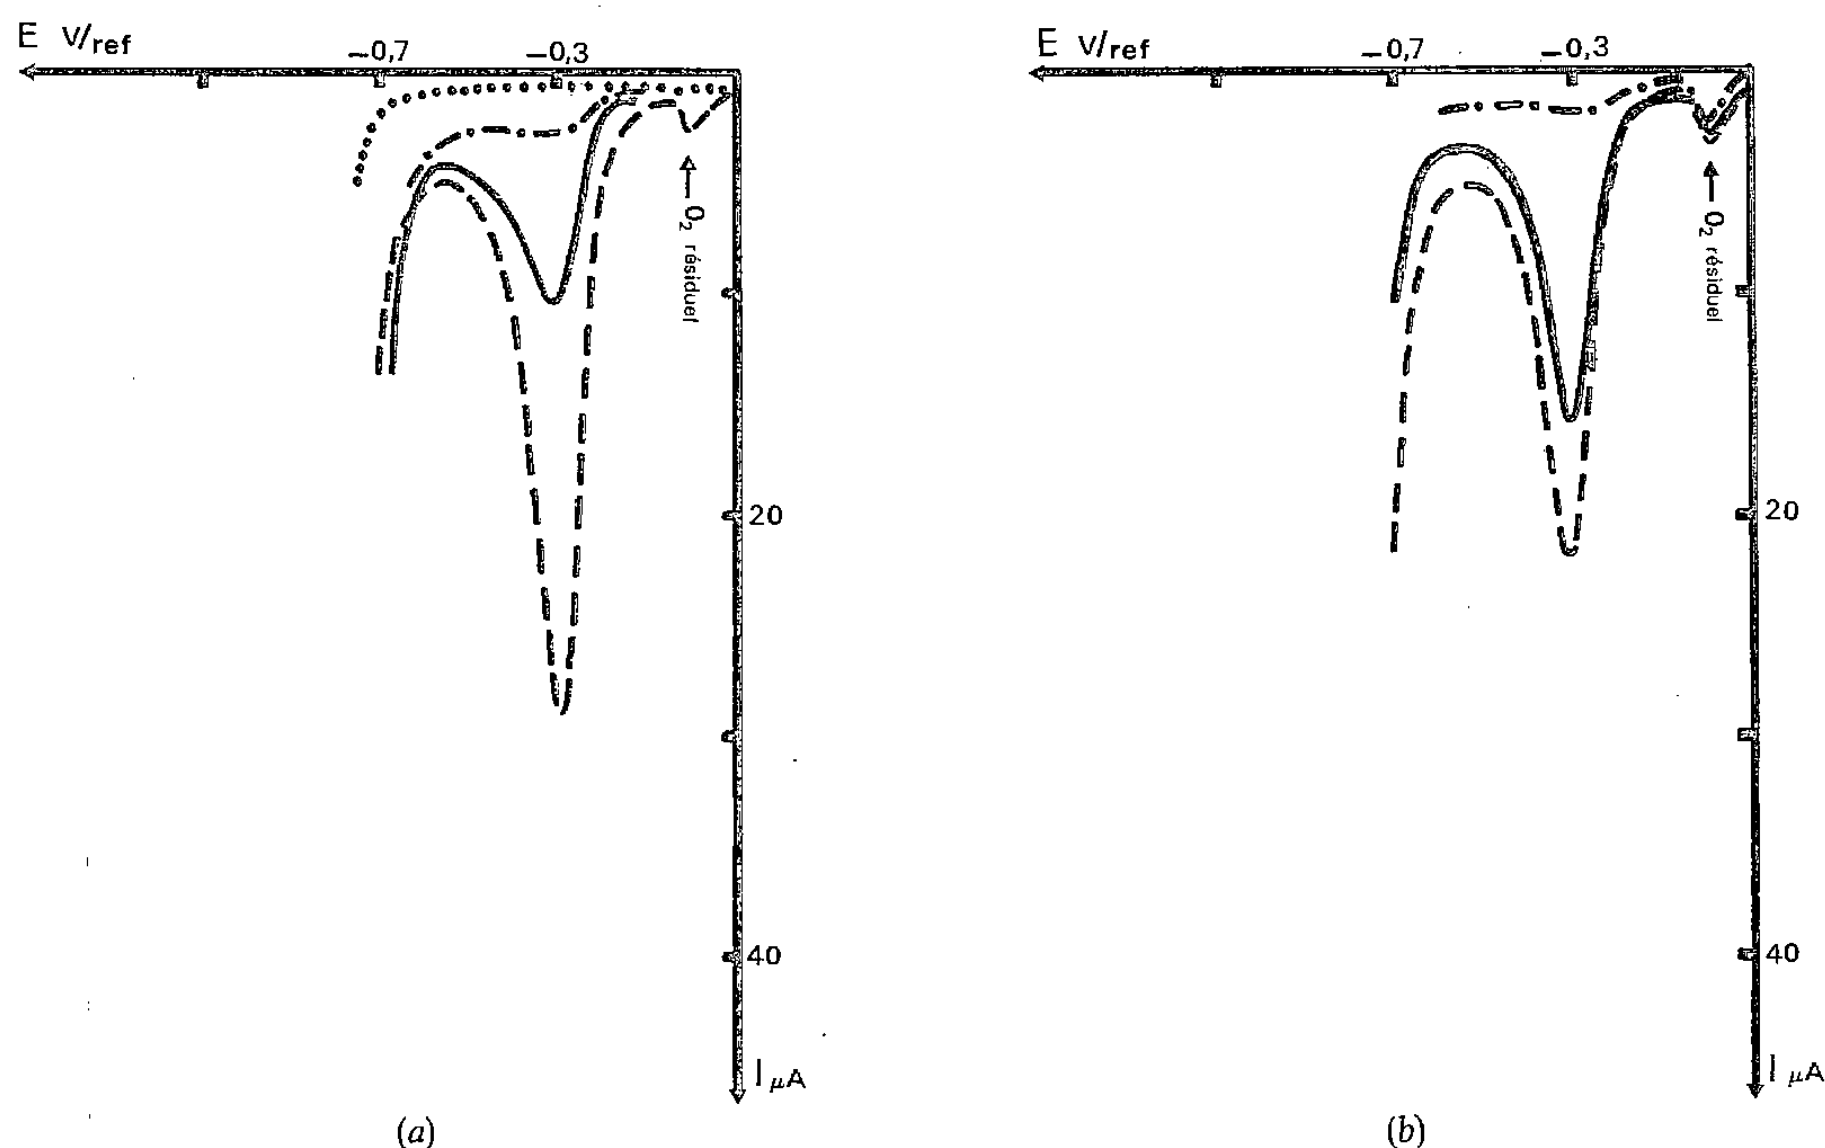 E v/ref
−0,7
−0,3
O2 résiduel
20
40
I μA
(a)
E v/ref
−0,7
−0,3
O2 résiduel
20
40
I μA
(b)